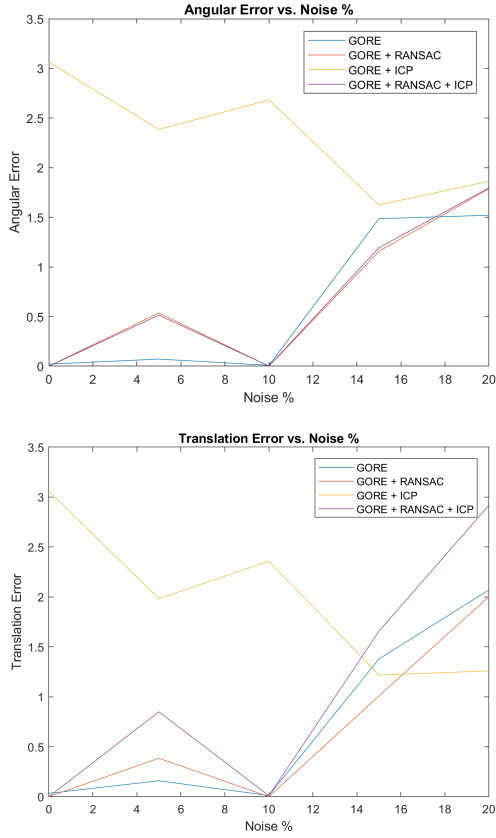 Angular Error vs. Noise %
GORE
GORE + RANSAC
GORE + ICP
GORE + RANSAC + ICP
Angular Error
3.5
3
2.5
2
1.5
1
0.5
0
0 2 4 6 8 10 12 14 16 18 20
Noise %
Translation Error vs. Noise %
GORE
GORE + RANSAC
GORE + ICP
GORE + RANSAC + ICP
Translation Error
3.5
3
2.5
2
1.5
1
0.5
0
0 2 4 6 8 10 12 14 16 18 20
Noise %